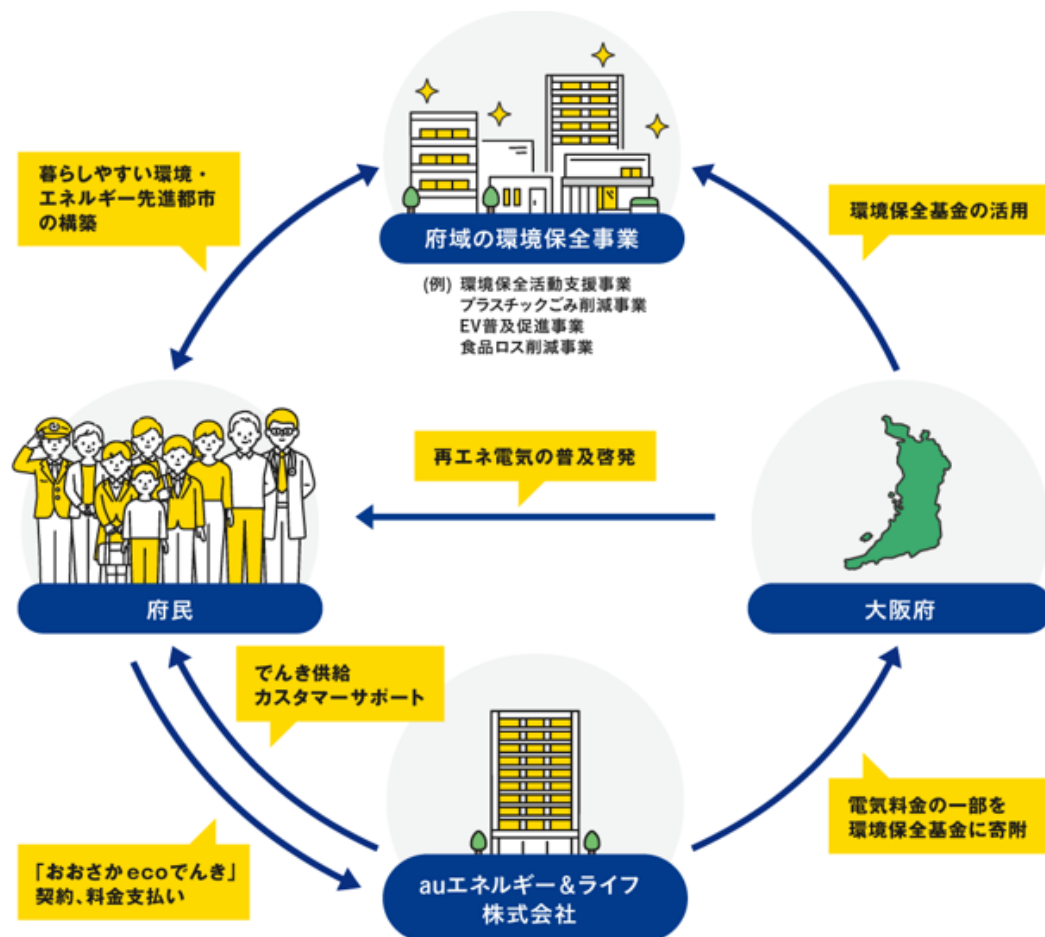 暮らしやすい環境・
エネルギー先進都市
の構築
環境保全基金の活用
府域の環境保全事業
(例) 環境保全活動支援事業
プラスチックごみ削減事業
EV普及促進事業
食品ロス削減事業
再エネ電気の普及啓発
府民
大阪府
でんき供給
カスタマーサポート
電気料金の一部を
環境保全基金に寄附
「おおさかecoでんき」
契約、料金支払い
auエネルギー＆ライフ
株式会社